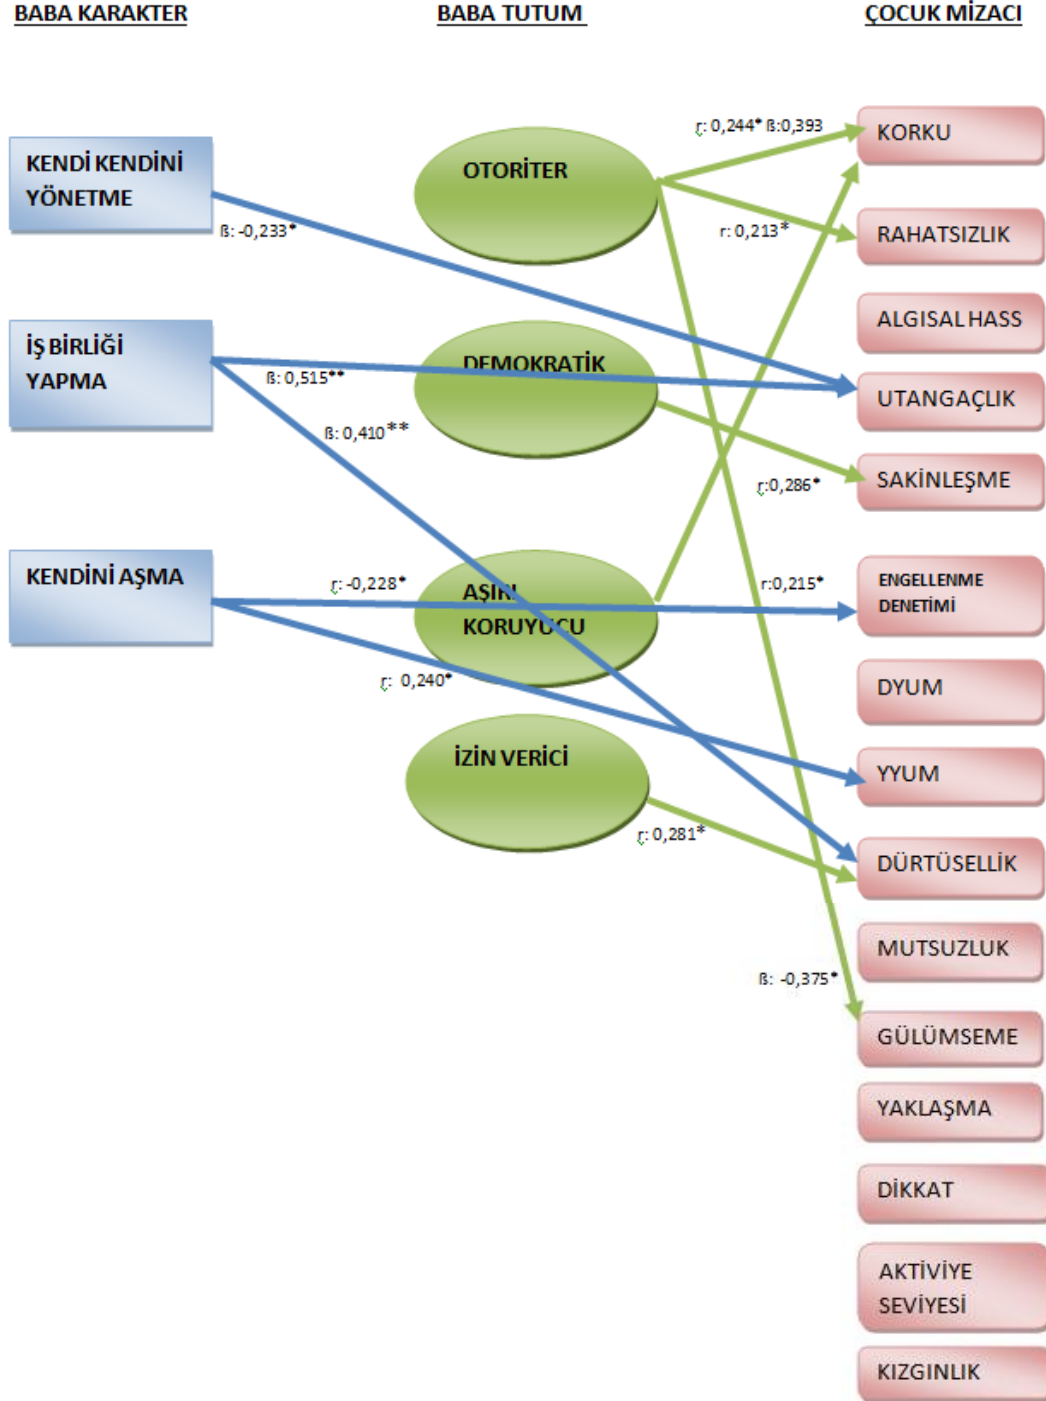 BABA KARAKTER
BABA TUTUM
ÇOCUK MİZACI
KENDİ KENDİNİ
YÖNETME
ß: -0,233*
İŞ BİRLİĞİ
YAPMA
ß: 0,515**
ß: 0,410**
KENDİNİ AŞMA
r: -0,228*
r: 0,240*
OTORİTER
DEMOKRATİK
AŞIRI
KORUYUCU
İZİN VERİCİ
r: 0,244* ß:0,393
r: 0,213*
r:0,286*
r:0,215*
r: 0,281*
ß: -0,375*
KORKU
RAHATSIZLIK
ALGISAL HASS
UTANGAÇLIK
SAKİNLEŞME
ENGELLENME
DENETİMİ
DYUM
YYUM
DÜRTÜSELLİK
MUTSUZLUK
GÜLÜMSEME
YAKLAŞMA
DİKKAT
AKTİVİYE
SEVİYESİ
KIZGINLIK